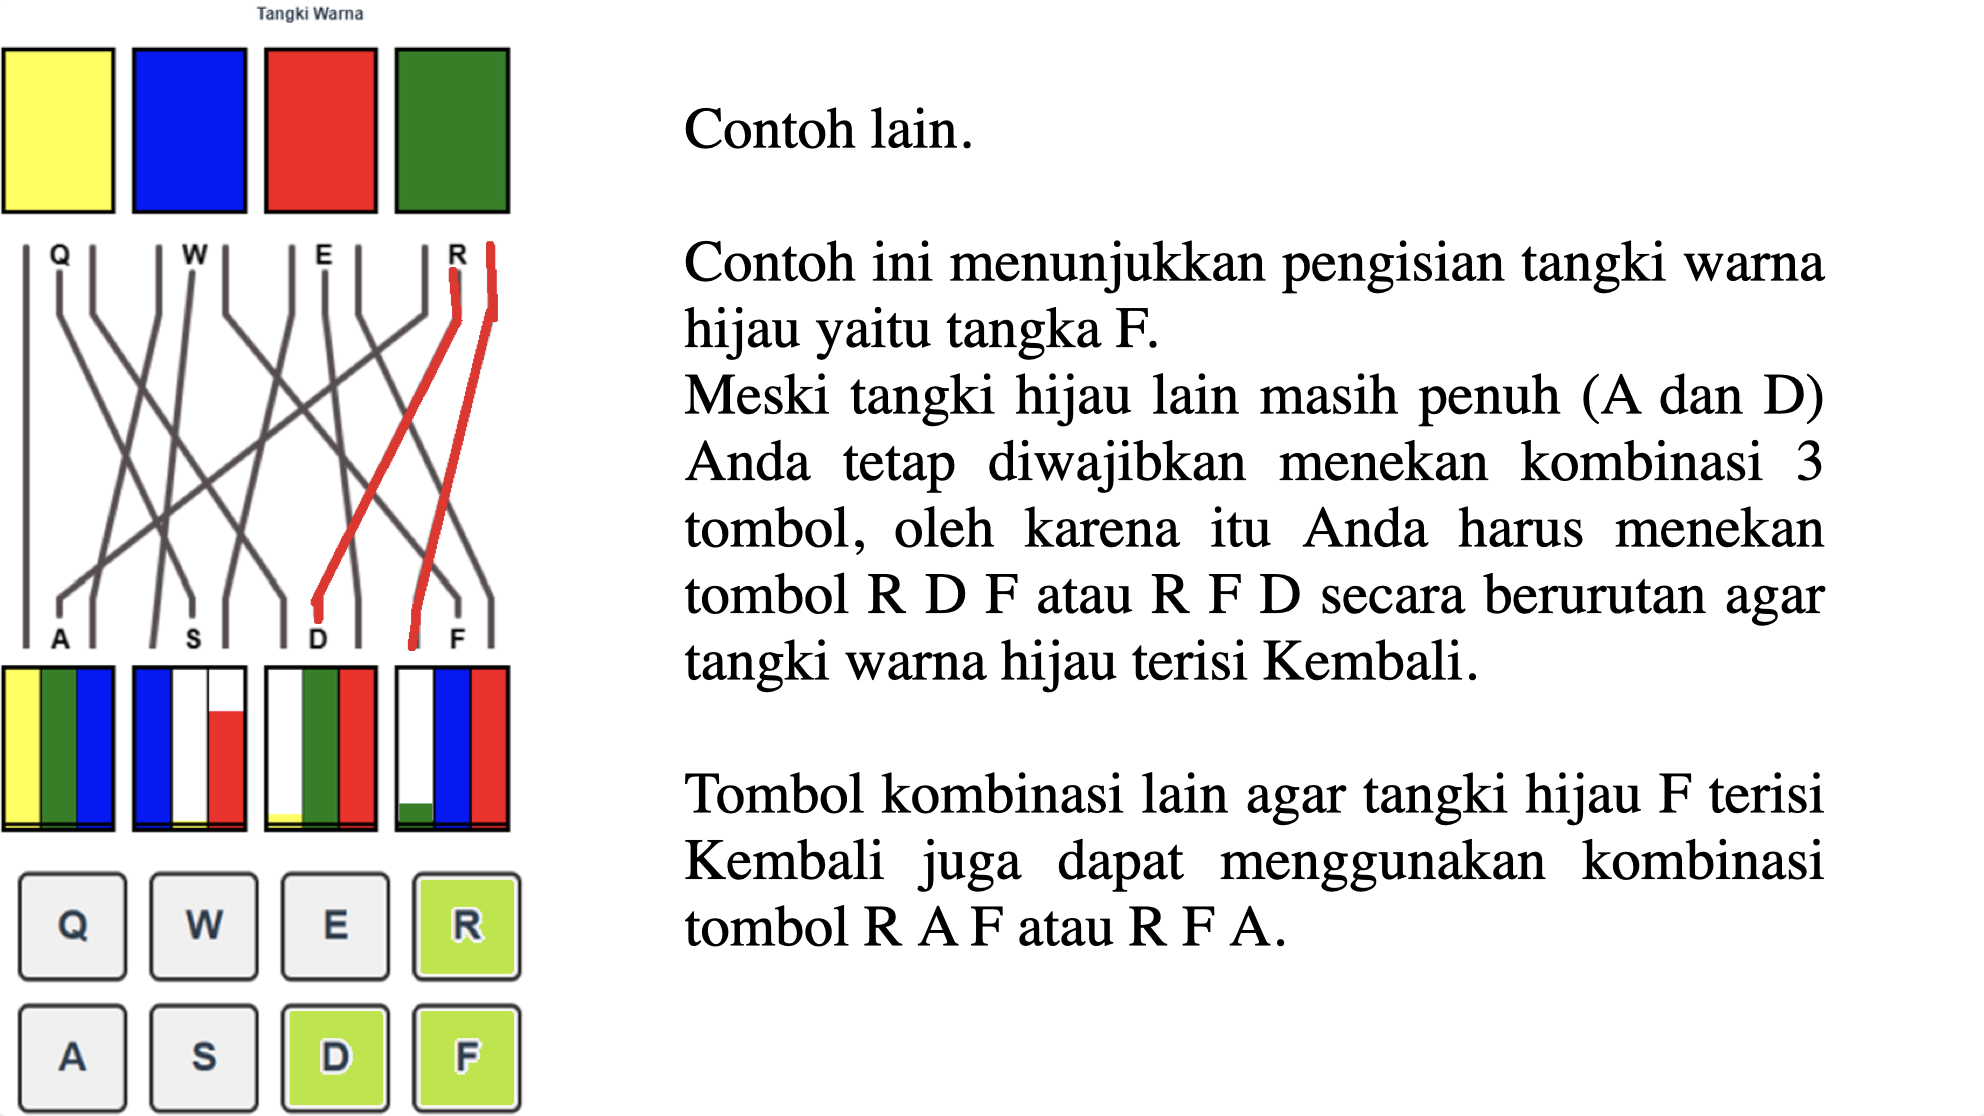 Tangki Warna
Q W E R
A S D F
Q W E R
A S D F
Contoh lain.
Contoh ini menunjukkan pengisian tangki warna
hijau yaitu tangka F.
Meski tangki hijau lain masih penuh (A dan D)
Anda tetap diwajibkan menekan kombinasi 3
tombol, oleh karena itu Anda harus menekan
tombol R D F atau R F D secara berurutan agar
tangki warna hijau terisi Kembali.
Tombol kombinasi lain agar tangki hijau F terisi
Kembali juga dapat menggunakan kombinasi
tombol R A F atau R F A.